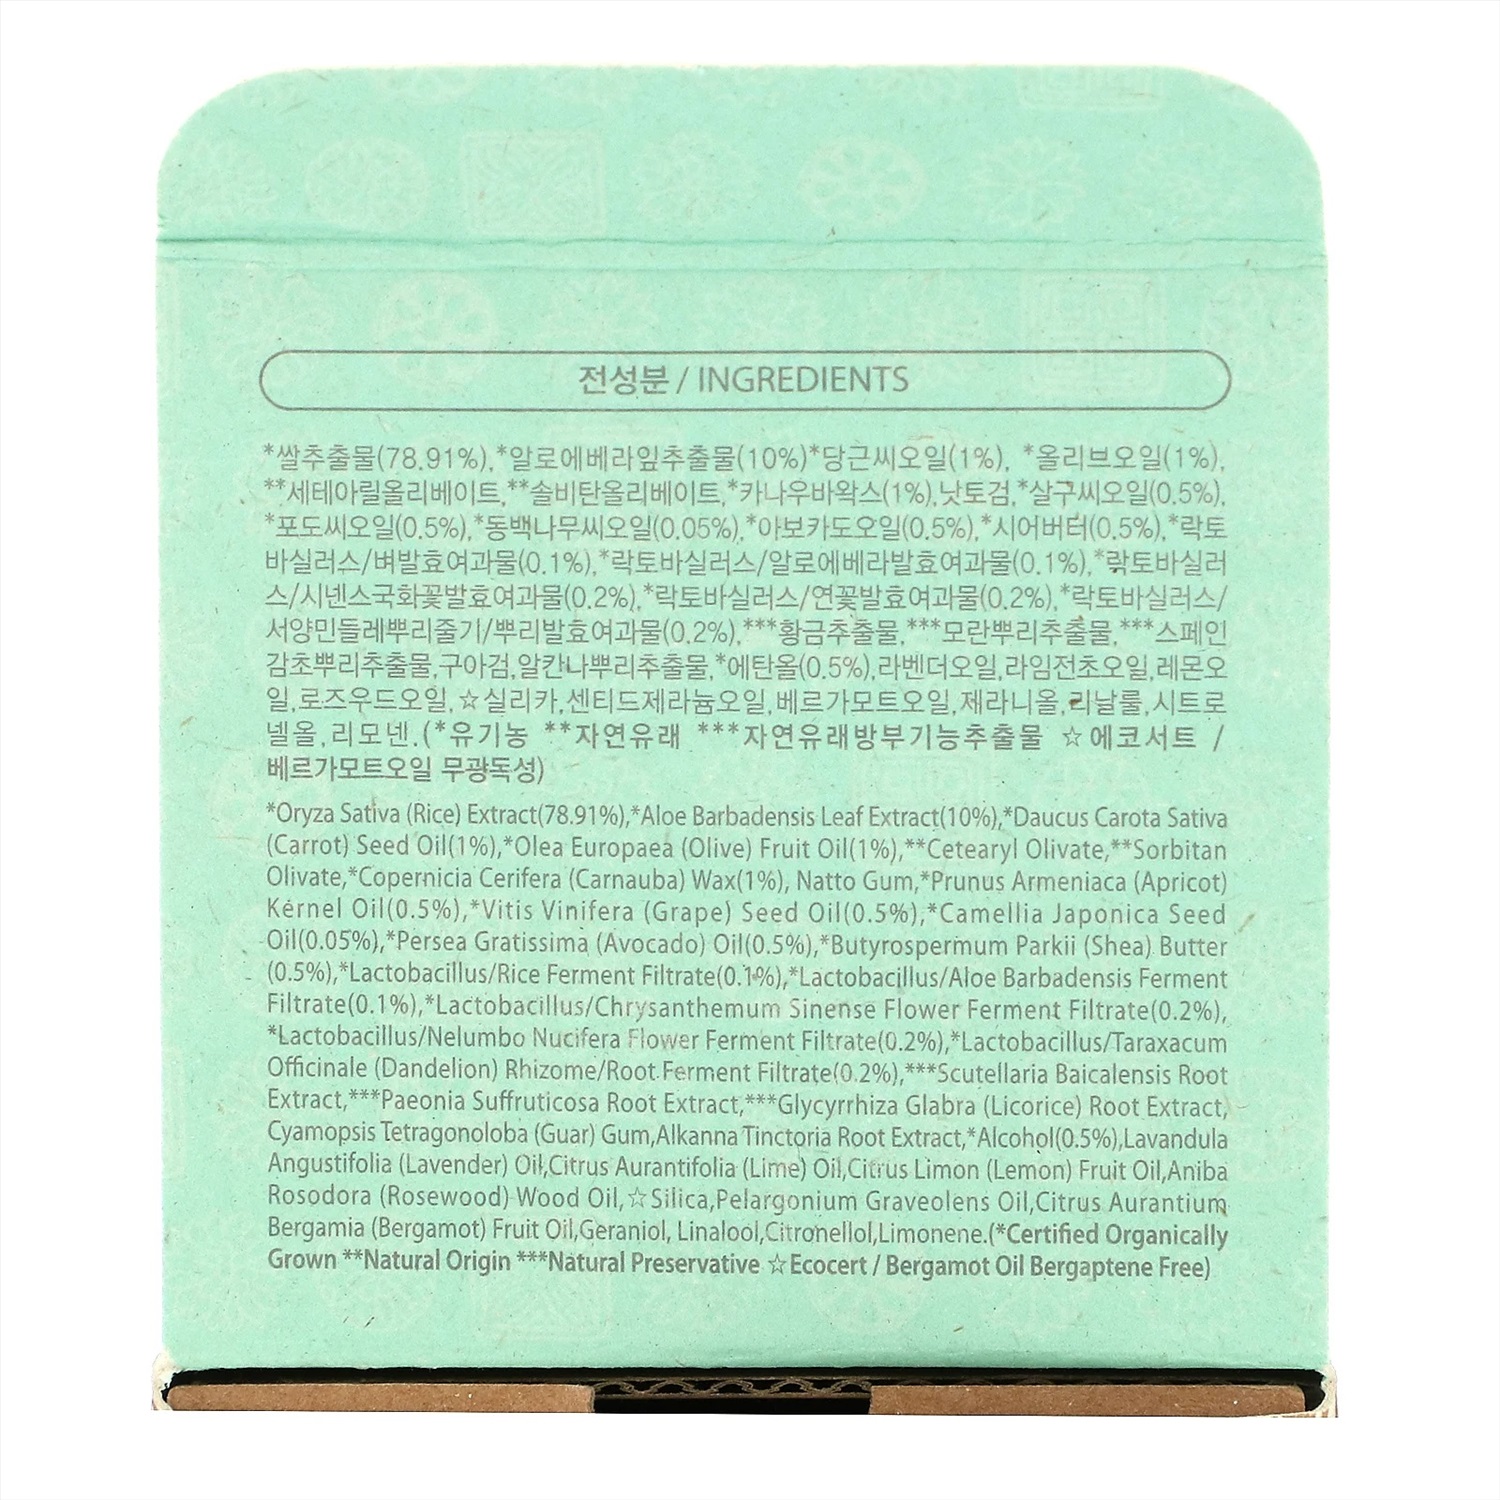 전성분 / INGREDIENTS
*쌀추출물(78.91%),*알로에베라잎추출물(10%)*당근씨오일(1%), *올리브오일(1%),
**세테아릴올리베이트,**솔비탄올리베이트,*카나우바왁스(1%),낫토검,*살구씨오일(0.5%),
*포도씨오일(0.5%),*동백나무씨오일(0.05%),*아보카도오일(0.5%),*시어버터(0.5%),*락토
바실러스/벼발효여과물(0.1%),*락토바실러스/알로에베라발효여과물(0.1%),*락토바실러
스/시넨스국화꽃발효여과물(0.2%),*락토바실러스/연꽃발효여과물(0.2%),*락토바실러스/
서양민들레뿌리줄기/뿌리발효여과물(0.2%),***황금추출물,***모란뿌리추출물,***스페인
감초뿌리추출물,구아검,알칸나뿌리추출물,*에탄올(0.5%),라벤더오일,라임전초오일,레몬오
일,로즈우드오일,☆실리카,센티드제라늄오일,베르가모트오일,제라니올,리날룰,시트로
넬올,리모넨.(*유기농 **자연유래 ***자연유래방부기능추출물 ☆에코서트 /
베르가모트오일 무광독성)
*Oryza Sativa (Rice) Extract(78.91%),*Aloe Barbadensis Leaf Extract(10%),*Daucus Carota Sativa
(Carrot) Seed Oil(1%),*Olea Europaea (Olive) Fruit Oil(1%),**Cetearyl Olivate,**Sorbitan
Olivate,*Copernicia Cerifera (Carnauba) Wax(1%), Natto Gum,*Prunus Armeniaca (Apricot)
Kernel Oil(0.5%),*Vitis Vinifera (Grape) Seed Oil(0.5%),*Camellia Japonica Seed
Oil(0.05%),*Persea Gratissima (Avocado) Oil(0.5%),*Butyrospermum Parkii (Shea) Butter
(0.5%),*Lactobacillus/Rice Ferment Filtrate(0.1%),*Lactobacillus/Aloe Barbadensis Ferment
Filtrate(0.1%),*Lactobacillus/Chrysanthemum Sinense Flower Ferment Filtrate(0.2%),
*Lactobacillus/Nelumbo Nucifera Flower Ferment Filtrate(0.2%),*Lactobacillus/Taraxacum
Officinale (Dandelion) Rhizome/Root Ferment Filtrate(0.2%),***Scutellaria Baicalensis Root
Extract,***Paeonia Suffruticosa Root Extract,***Glycyrrhiza Glabra (Licorice) Root Extract,
Cyamopsis Tetragonoloba (Guar) Gum,Alkanna Tinctoria Root Extract,*Alcohol(0.5%),Lavandula
Angustifolia (Lavender) Oil,Citrus Aurantifolia (Lime) Oil,Citrus Limon (Lemon) Fruit Oil,Aniba
Rosodora (Rosewood) Wood Oil,☆Silica,Pelargonium Graveolens Oil,Citrus Aurantium
Bergamia (Bergamot) Fruit Oil,Geraniol, Linalool,Citronellol,Limonene.(*Certified Organically
Grown **Natural Origin ***Natural Preservative ☆Ecocert / Bergamot Oil Bergaptene Free)